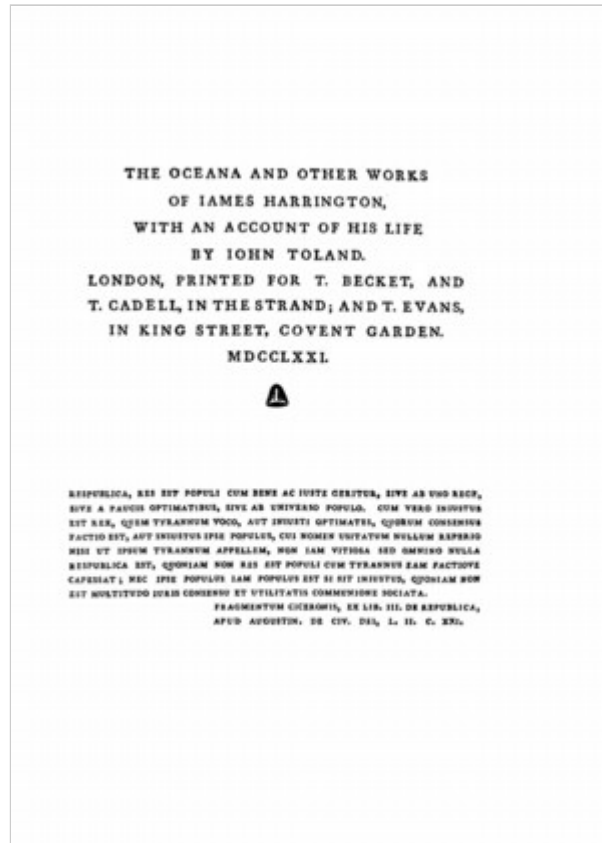 THE OCEANA AND OTHER WORKS
OF IAMES HARRINGTON,
WITH AN ACCOUNT OF HIS LIFE
BY IOHN TOLAND.
LONDON, PRINTED FOR T. BECKET, AND
T. CADELL, IN THE STRAND; AND T. EVANS,
IN KING STREET, COVENT GARDEN.
MDCCLXXI.
RESPUBLICA, RES EST POPULI CUM BENE AC IUSTE GERITUR, SIVE AB UNO REGE,
SIVE A PAUCIS OPTIMATIBUS, SIVE AB UNIVERSO POPULO. CUM VERO INIUSTUS
EST REX, QUEM TYRANNUM VOCO, AUT INIUSTI OPTIMATES, QUORUM CONSENSUS
FACTIO EST, AUT INIUSTUS IPSE POPULUS, CUI NOMEN USITATUM NULLUM REPERIO
NISI UT IPSUM TYRANNUM APPELLEM, NON IAM VITIOSA SED OMNINO NULLA
RESPUBLICA EST, QUONIAM NON RES EST POPULI CUM TYRANNUS EAM FACTIOVE
CAPESSAT; NEC IPSE POPULUS IAM POPULUS EST SI SIT INIUSTUS, QUONIAM NON
EST MULTITUDO IURIS CONSENSU ET UTILITATIS COMMUNIONE SOCIATA.
FRAGMENTUM CICERONIS, EX LIB. III. DE REPUBLICA,
APUD AUGUSTIN. DE CIV. DEI, L. II. C. XXI.